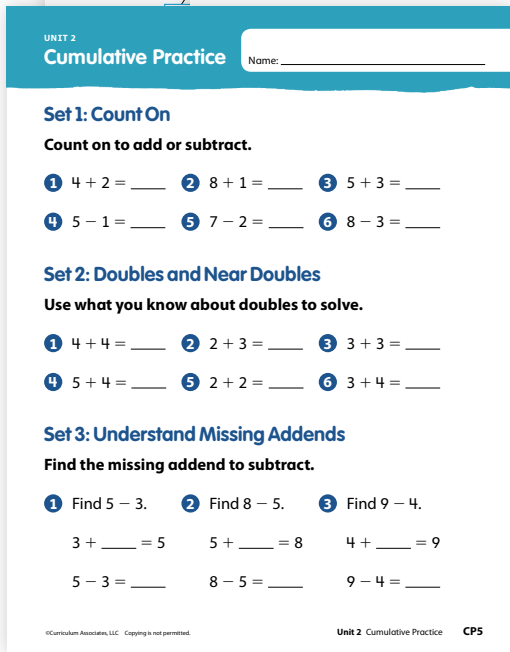 UNIT 2
Cumulative Practice
Name: ____
Set 1: Count On
Count on to add or subtract.
1 4 + 2 = ____ 2 8 + 1 = ____ 3 5 + 3 = ____
4 5 − 1 = ____ 5 7 − 2 = ____ 6 8 − 3 = ____
Set 2: Doubles and Near Doubles
Use what you know about doubles to solve.
1 4 + 4 = ____ 2 2 + 3 = ____ 3 3 + 3 = ____
4 5 + 4 = ____ 5 2 + 2 = ____ 6 3 + 4 = ____
Set 3: Understand Missing Addends
Find the missing addend to subtract.
1 Find 5 − 3. 2 Find 8 − 5. 3 Find 9 − 4.
3 + ____ = 5 5 + ____ = 8 4 + ____ = 9
5 − 3 = ____ 8 − 5 = ____ 9 − 4 = ____
©Curriculum Associates, LLC Copying is not permitted. Unit 2 Cumulative Practice CP5